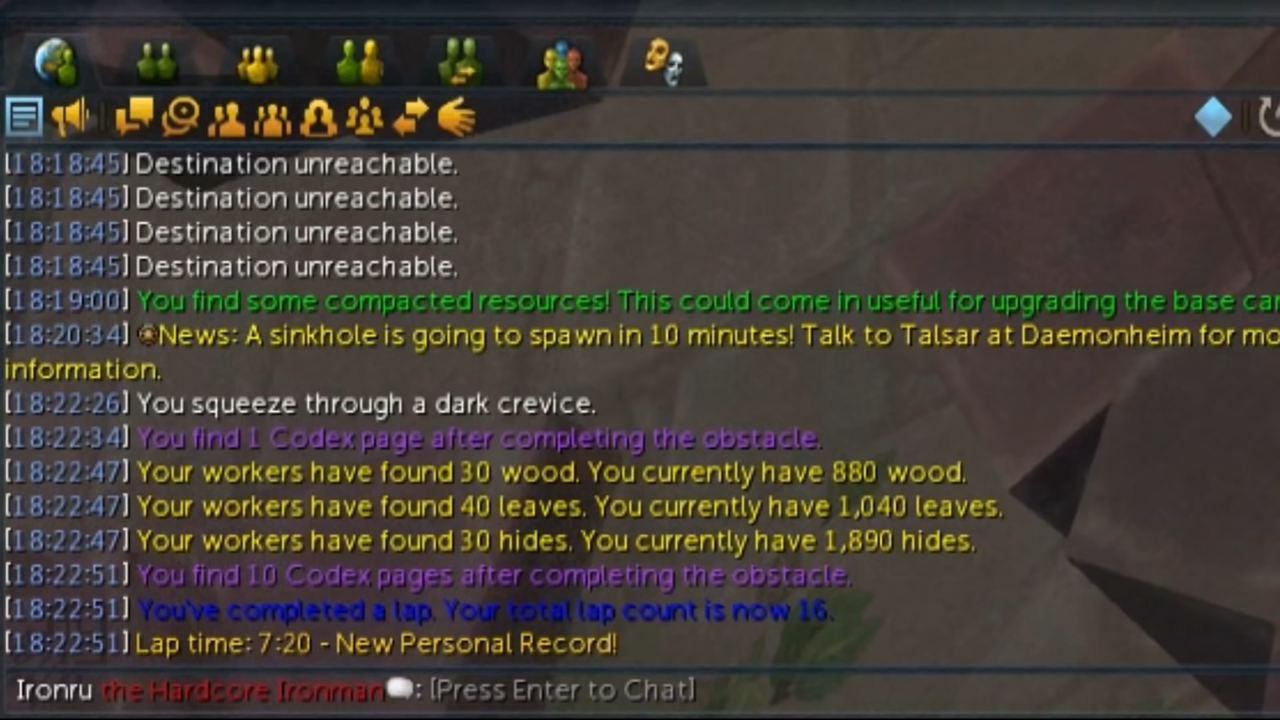 [18:18:45] Destination unreachable.
[18:18:45] Destination unreachable.
[18:18:45] Destination unreachable.
[18:18:45] Destination unreachable.
[18:19:00] You find some compacted resources! This could come in useful for upgrading the base
[18:20:34] News: A sinkhole is going to spawn in 10 minutes! Talk to Talsar at Daemonheim for
information.
[18:22:26] You squeeze through a dark crevice.
[18:22:34] You find 1 Codex page after completing the obstacle.
[18:22:47] Your workers have found 30 wood. You currently have 880 wood.
[18:22:47] Your workers have found 40 leaves. You currently have 1,040 leaves.
[18:22:47] Your workers have found 30 hides. You currently have 1,890 hides.
[18:22:51] You find 10 Codex pages after completing the obstacle.
[18:22:51] You've completed a lap. Your total lap count is now 16.
[18:22:51] Lap time: 7:20 - New Personal Record!
Ironru the Hardcore Ironman: [Press Enter to Chat]